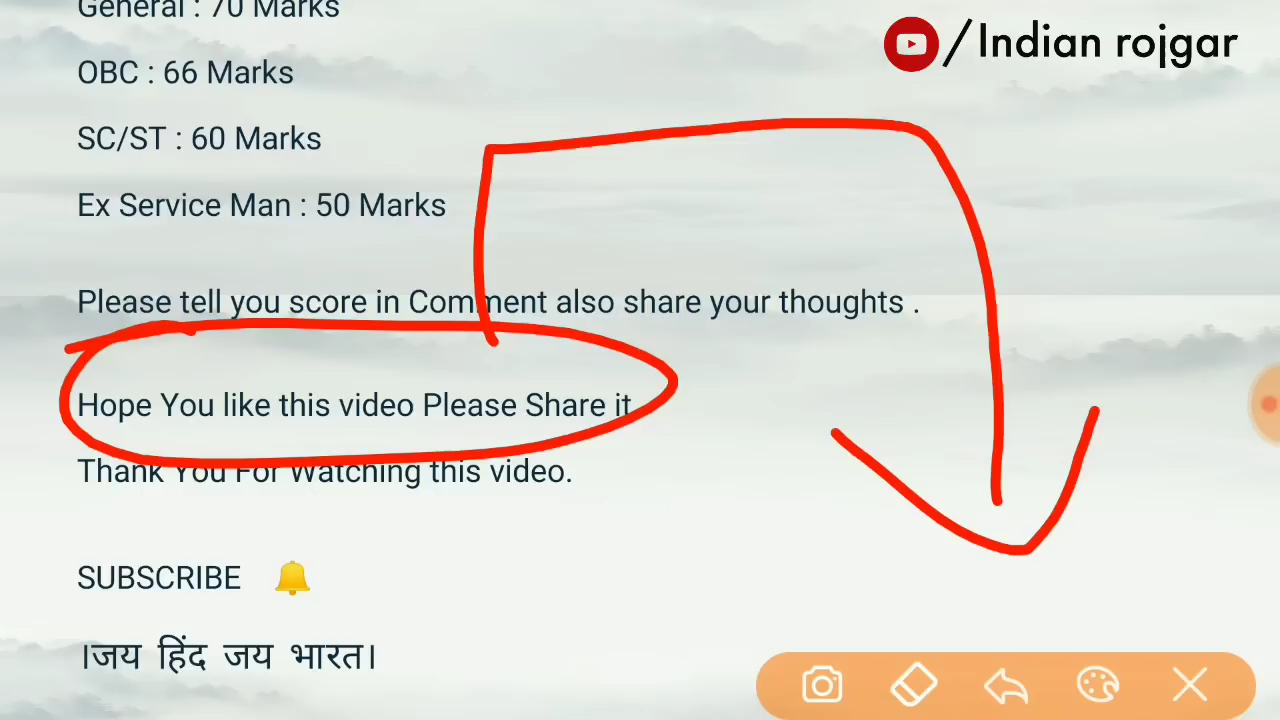 General : 70 Marks
/Indian rojgar
OBC : 66 Marks
SC/ST : 60 Marks
Ex Service Man : 50 Marks
Please tell you score in Comment also share your thoughts .
Hope You like this video Please Share it
Thank You For Watching this video.
SUBSCRIBE 🔔
।जय हिंद जय भारत।